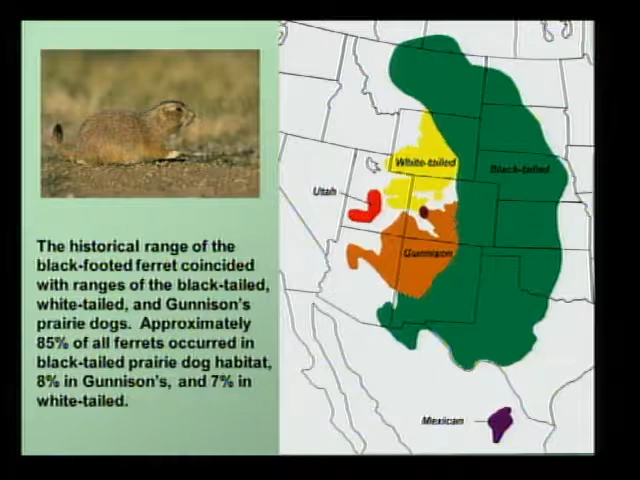 The historical range of the
black-footed ferret coincided
with ranges of the black-tailed,
white-tailed, and Gunnison's
prairie dogs. Approximately
85% of all ferrets occurred in
black-tailed prairie dog habitat,
8% in Gunnison's, and 7% in
white-tailed.
White-tailed
Black-tailed
Utah
Gunnison
Mexican